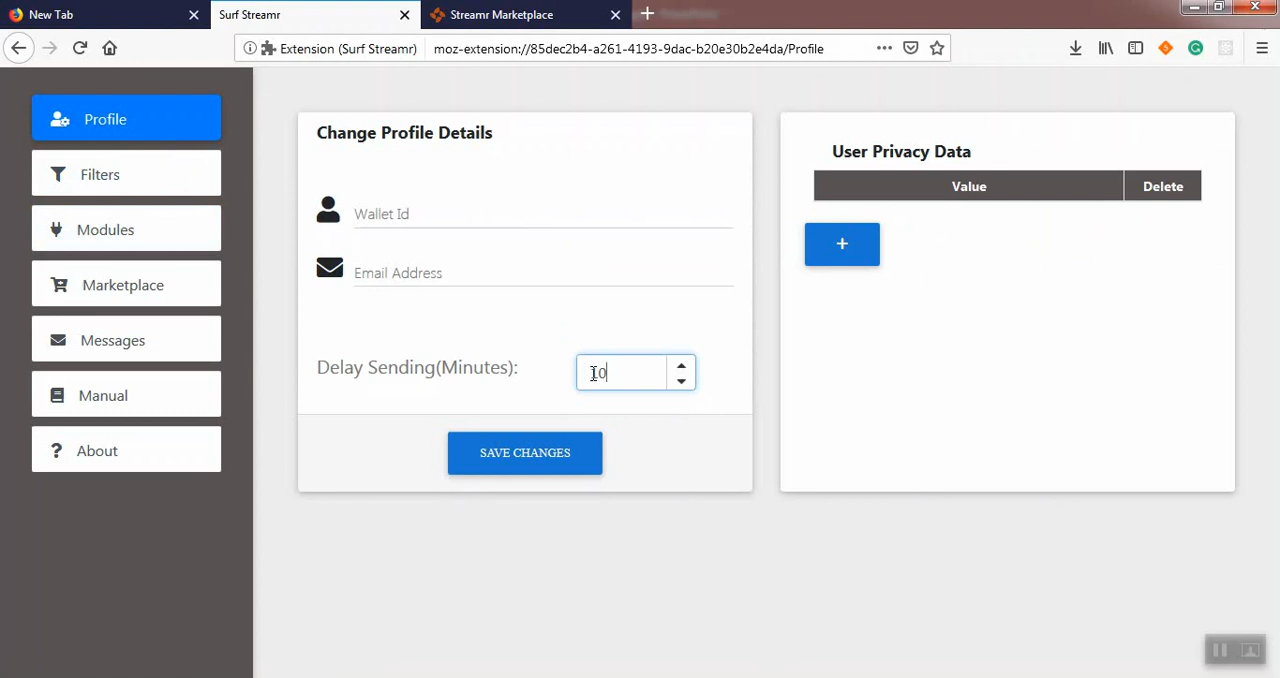 New Tab
Surf Streamr
Streamr Marketplace
Extension (Surf Streamr)
moz-extension://85dec2b4-a261-4193-9dac-b20e30b2e4da/Profile
Profile
Filters
Modules
Marketplace
Messages
Manual
About
Change Profile Details
Wallet Id
Email Address
Delay Sending(Minutes):
SAVE CHANGES
User Privacy Data
Value Delete
+